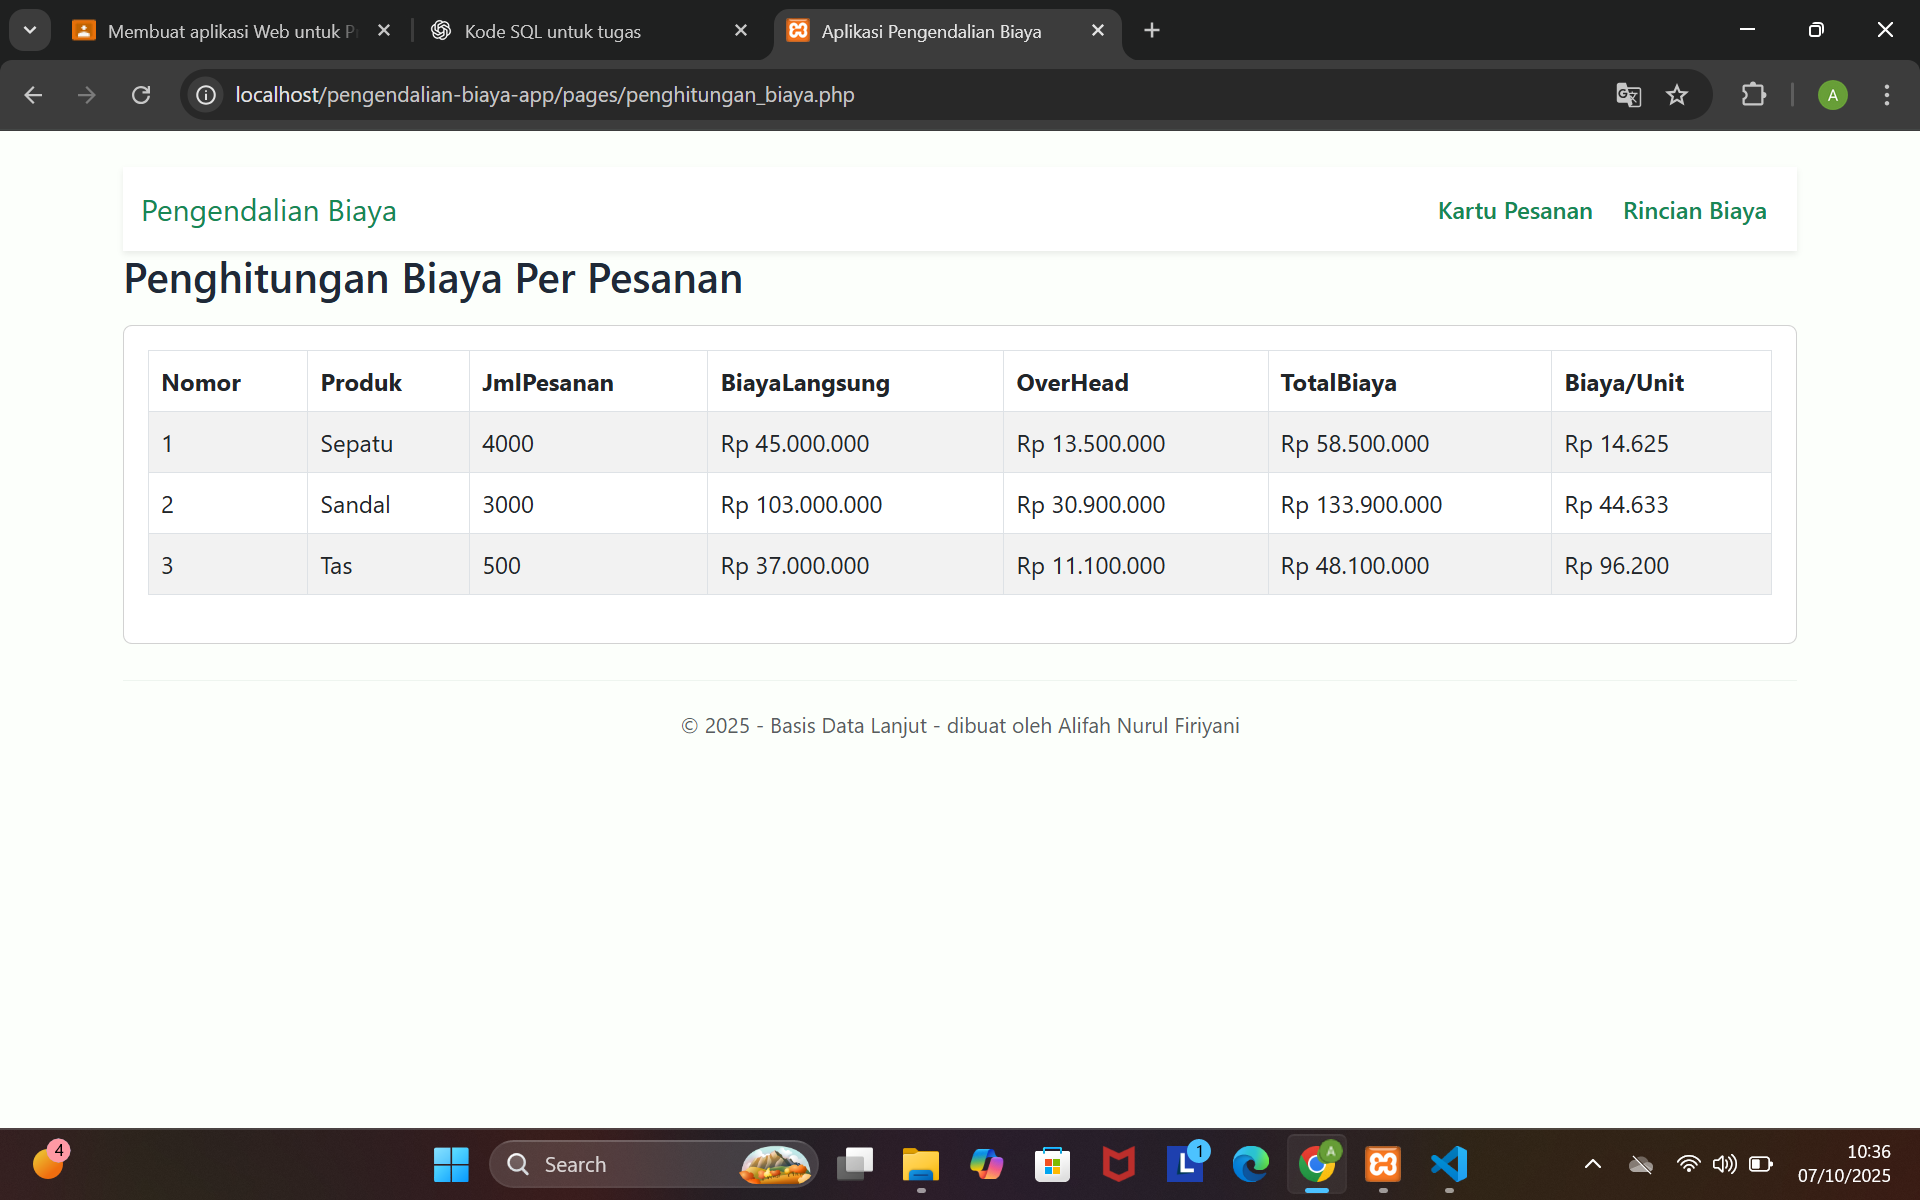 Membuat aplikasi Web untuk P
Kode SQL untuk tugas
Aplikasi Pengendalian Biaya
localhost/pengendalian-biaya-app/pages/penghitungan_biaya.php
A
Pengendalian Biaya
Kartu Pesanan
Rincian Biaya
Penghitungan Biaya Per Pesanan
Nomor Produk JmlPesanan BiayaLangsung OverHead TotalBiaya Biaya/Unit
1 Sepatu 4000 Rp 45.000.000 Rp 13.500.000 Rp 58.500.000 Rp 14.625
2 Sandal 3000 Rp 103.000.000 Rp 30.900.000 Rp 133.900.000 Rp 44.633
3 Tas 500 Rp 37.000.000 Rp 11.100.000 Rp 48.100.000 Rp 96.200
© 2025 - Basis Data Lanjut - dibuat oleh Alifah Nurul Firiyani
4
Search
L
1
A
10:36
07/10/2025